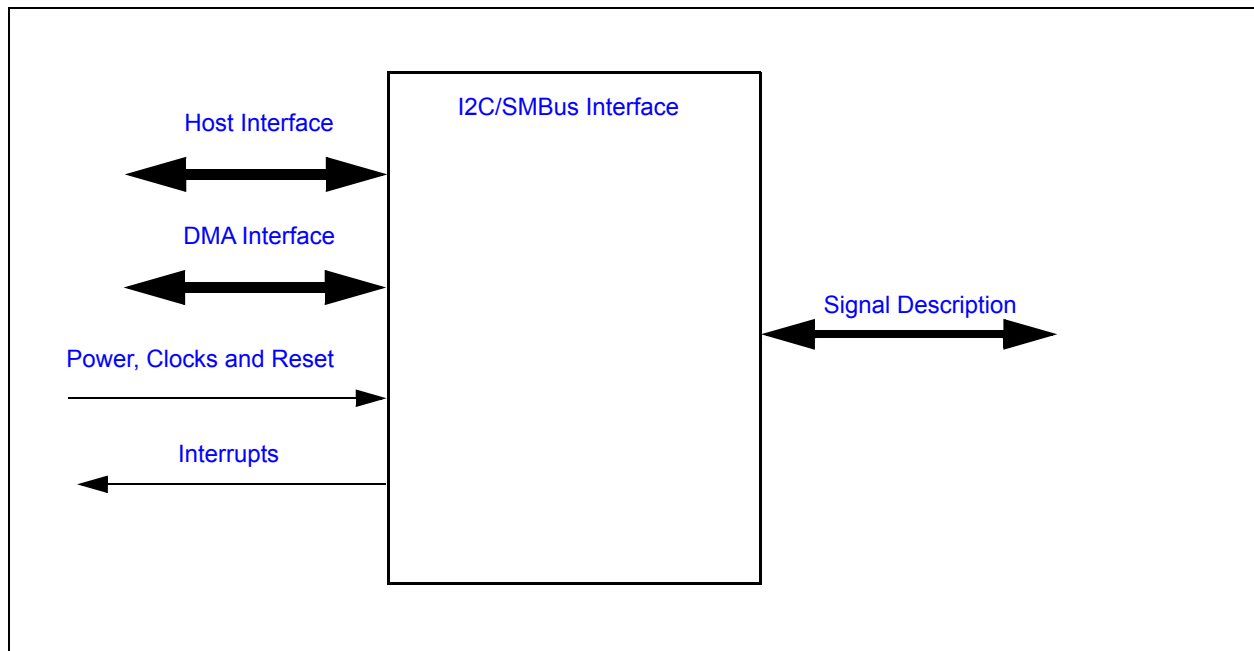 I2C/SMBus Interface
Host Interface
DMA Interface
Signal Description
Power, Clocks and Reset
Interrupts